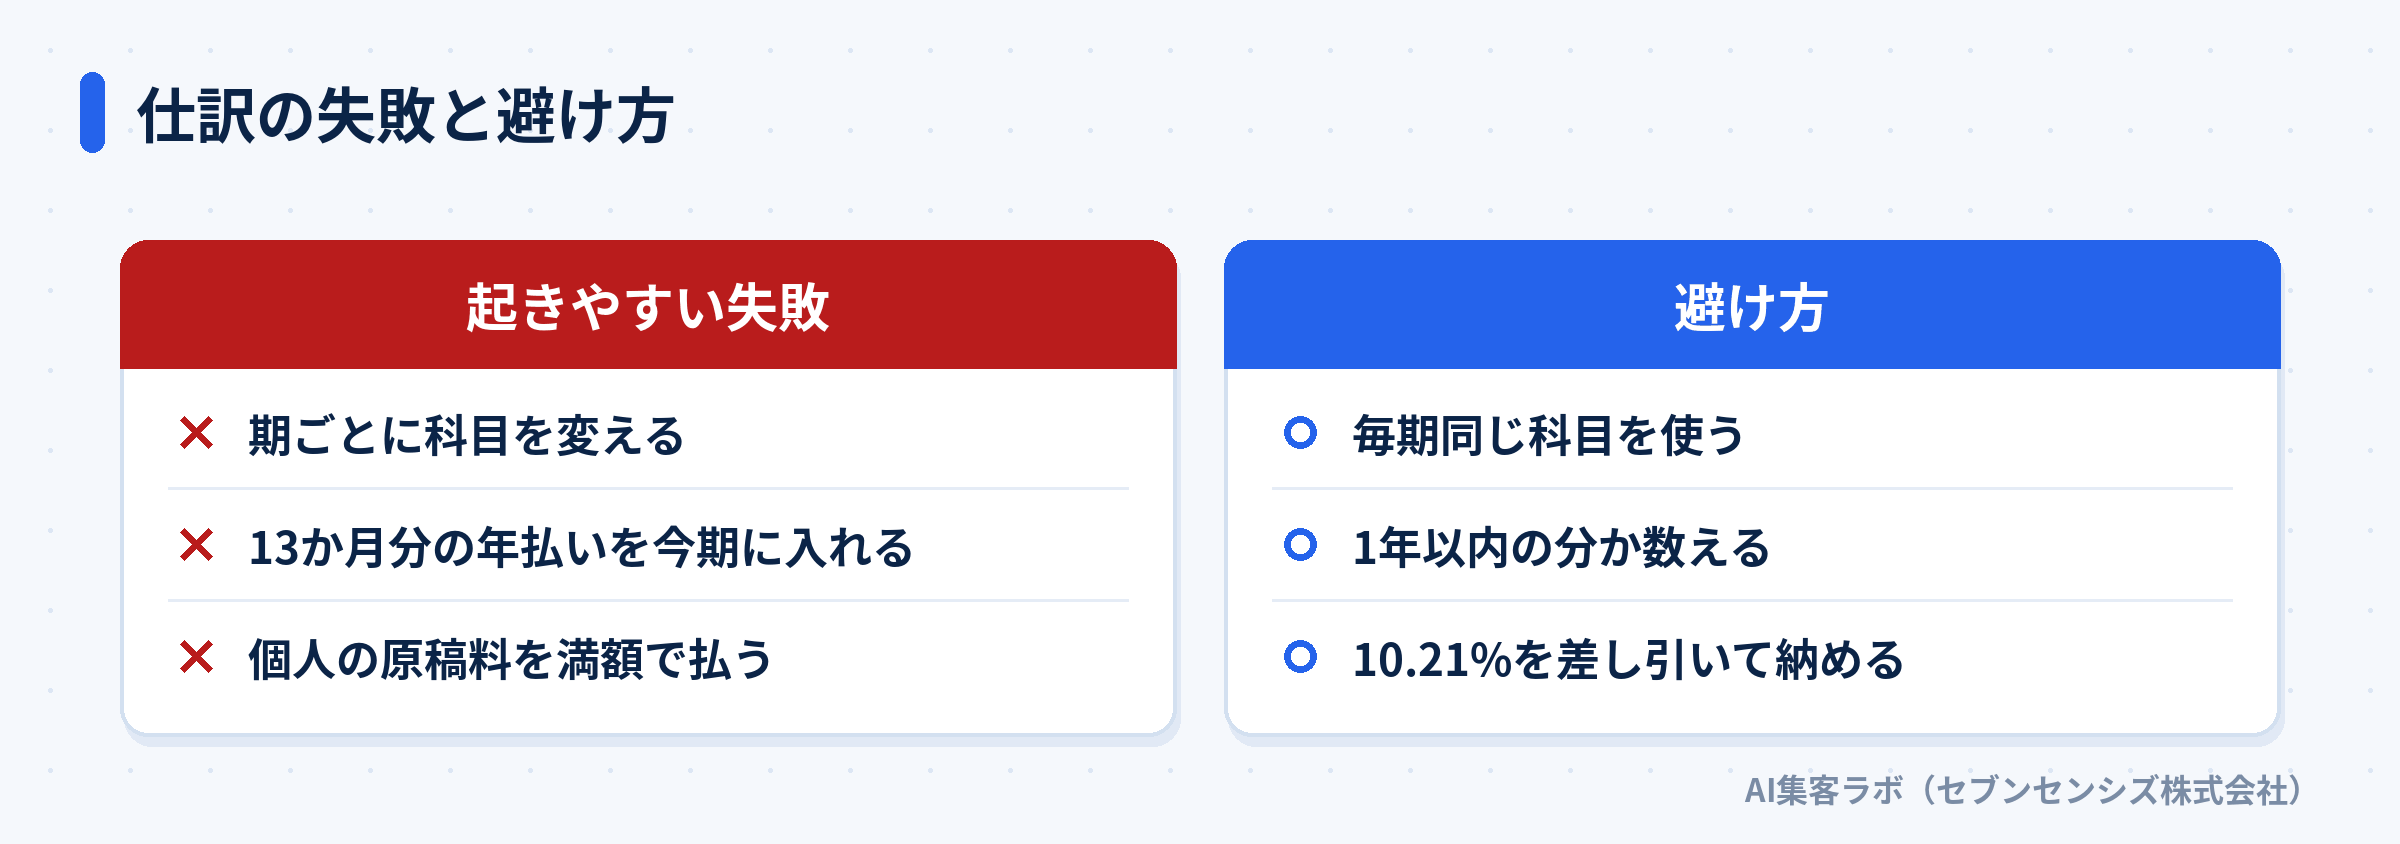 仕訳の失敗と避け方
起きやすい失敗
期ごとに科目を変える
13か月分の年払いを今期に入れる
個人の原稿料を満額で払う
避け方
毎期同じ科目を使う
1年以内の分か数える
10.21%を差し引いて納める
AI集客ラボ（セブンセンシズ株式会社）